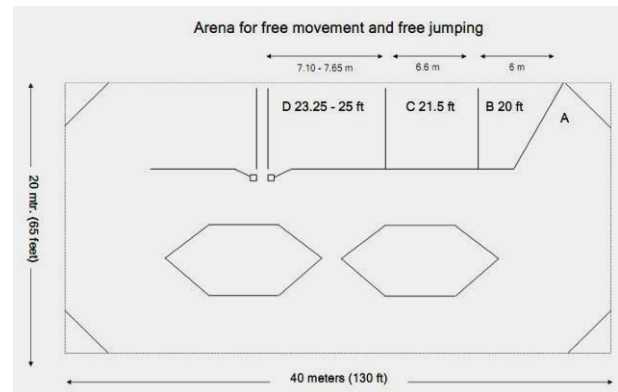 Arena for free movement and free jumping
7.10 - 7.65 m
6.6 m
6 m
D 23.25 - 25 ft
C 21.5 ft
B 20 ft
A
20 mtr. (65 feet)
40 meters (130 ft)